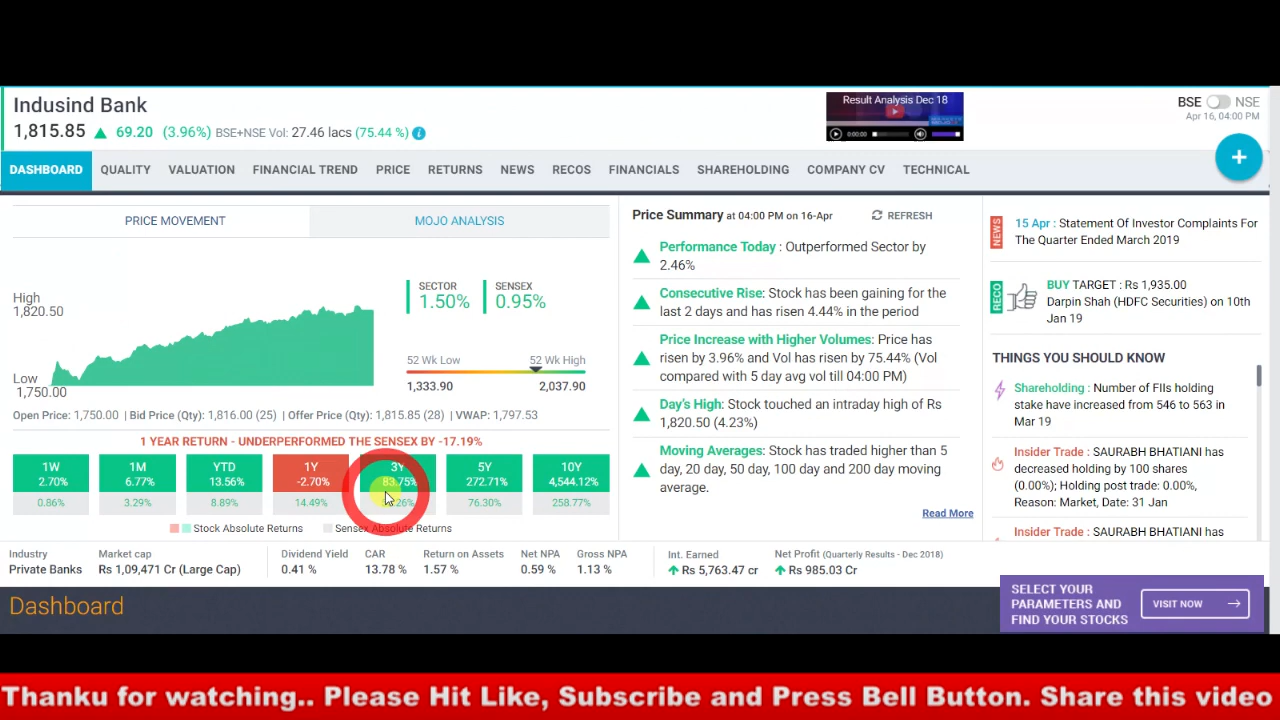 Indusind Bank
1,815.85 69.20 (3.96%) BSE+NSE Vol: 27.46 lacs (75.44 %)
Result Analysis Dec 18
0:00:00
BSE NSE
Apr 16, 04:00 PM
+
DASHBOARD QUALITY VALUATION FINANCIAL TREND PRICE RETURNS NEWS RECOS FINANCIALS SHAREHOLDING COMPANY CV TECHNICAL
PRICE MOVEMENT MOJO ANALYSIS
High
1,820.50
Low
1,750.00
SECTOR
1.50%
SENSEX
0.95%
52 Wk Low 52 Wk High
1,333.90 2,037.90
Open Price: 1,750.00 | Bid Price (Qty): 1,816.00 (25) | Offer Price (Qty): 1,815.85 (28) | VWAP: 1,797.53
1 YEAR RETURN - UNDERPERFORMED THE SENSEX BY -17.19%
1W 1M YTD 1Y 3Y 5Y 10Y
2.70% 6.77% 13.56% -2.70% 83.75% 272.71% 4,544.12%
0.86% 3.29% 8.89% 14.49% 76.30% 258.77%
Stock Absolute Returns Sensex Absolute Returns
Price Summary at 04:00 PM on 16-Apr REFRESH
Performance Today : Outperformed Sector by
2.46%
Consecutive Rise: Stock has been gaining for the
last 2 days and has risen 4.44% in the period
Price Increase with Higher Volumes: Price has
risen by 3.96% and Vol has risen by 75.44% (Vol
compared with 5 day avg vol till 04:00 PM)
Day's High: Stock touched an intraday high of Rs
1,820.50 (4.23%)
Moving Averages: Stock has traded higher than 5
day, 20 day, 50 day, 100 day and 200 day moving
average.
Read More
NEWS
15 Apr : Statement Of Investor Complaints For
The Quarter Ended March 2019
RECO
BUY TARGET : Rs 1,935.00
Darpin Shah (HDFC Securities) on 10th
Jan 19
THINGS YOU SHOULD KNOW
Shareholding : Number of FIIs holding
stake have increased from 546 to 563 in
Mar 19
Insider Trade : SAURABH BHATIANI has
decreased holding by 100 shares
(0.00%); Holding post trade: 0.00%,
Reason: Market, Date: 31 Jan
Insider Trade : SAURABH BHATIANI has
Industry Market cap Dividend Yield CAR Return on Assets Net NPA Gross NPA Int. Earned Net Profit (Quarterly Results - Dec 2018)
Private Banks Rs 1,09,471 Cr (Large Cap) 0.41 % 13.78 % 1.57 % 0.59 % 1.13 % Rs 5,763.47 cr Rs 985.03 Cr
Dashboard
SELECT YOUR
PARAMETERS AND
FIND YOUR STOCKS
VISIT NOW
Thanku for watching.. Please Hit Like, Subscribe and Press Bell Button. Share this video